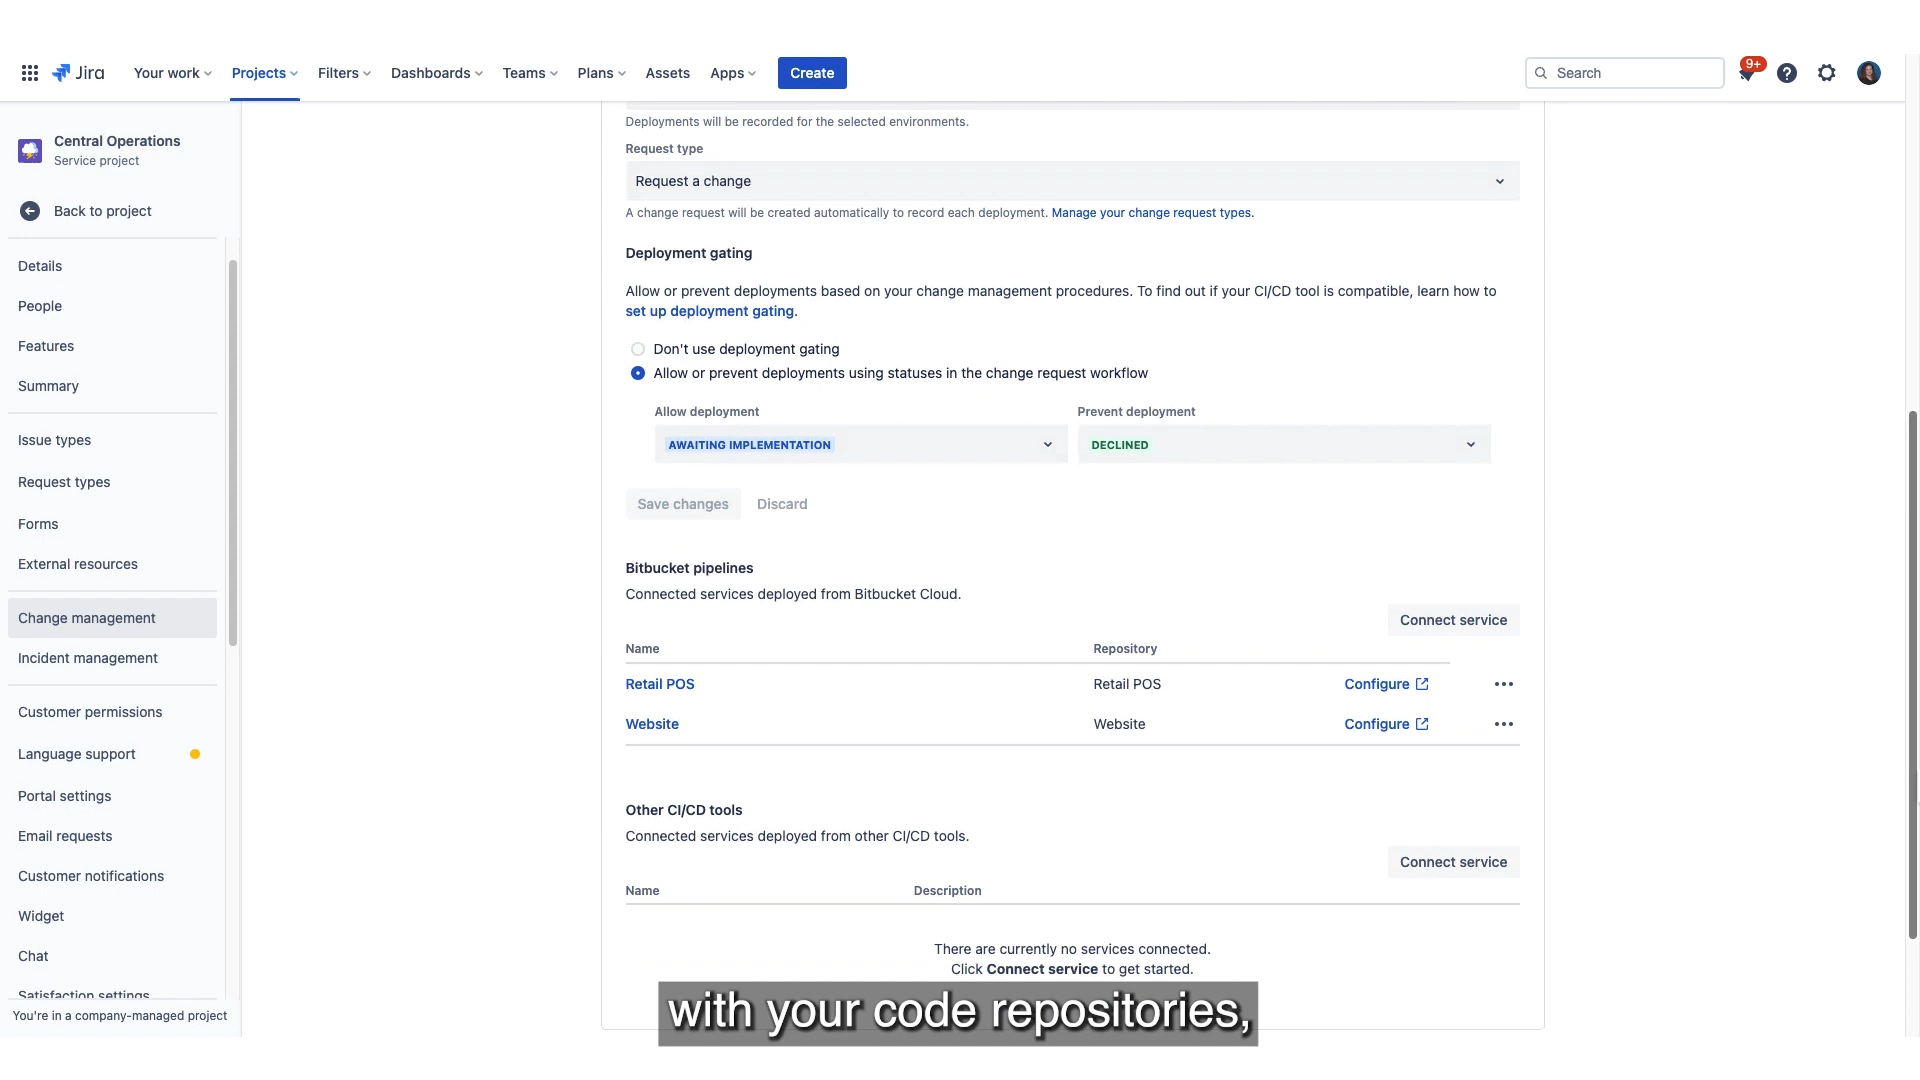 Jira
Your work
Projects
Filters
Dashboards
Teams
Plans
Assets
Apps
Create
Search
9+
Central Operations
Service project
Back to project
Details
People
Features
Summary
Issue types
Request types
Forms
External resources
Change management
Incident management
Customer permissions
Language support
Portal settings
Email requests
Customer notifications
Widget
Chat
Satisfaction settings
You're in a company-managed project
Deployments will be recorded for the selected environments.
Request type
Request a change
A change request will be created automatically to record each deployment. Manage your change request types.
Deployment gating
Allow or prevent deployments based on your change management procedures. To find out if your CI/CD tool is compatible, learn how to
set up deployment gating.
Don't use deployment gating
Allow or prevent deployments using statuses in the change request workflow
Allow deployment
Prevent deployment
AWAITING IMPLEMENTATION
DECLINED
Save changes
Discard
Bitbucket pipelines
Connected services deployed from Bitbucket Cloud.
Connect service
Name
Repository
Retail POS
Retail POS
Configure
Website
Website
Configure
Other CI/CD tools
Connected services deployed from other CI/CD tools.
Connect service
Name
Description
There are currently no services connected.
Click Connect service to get started.
with your code repositories,